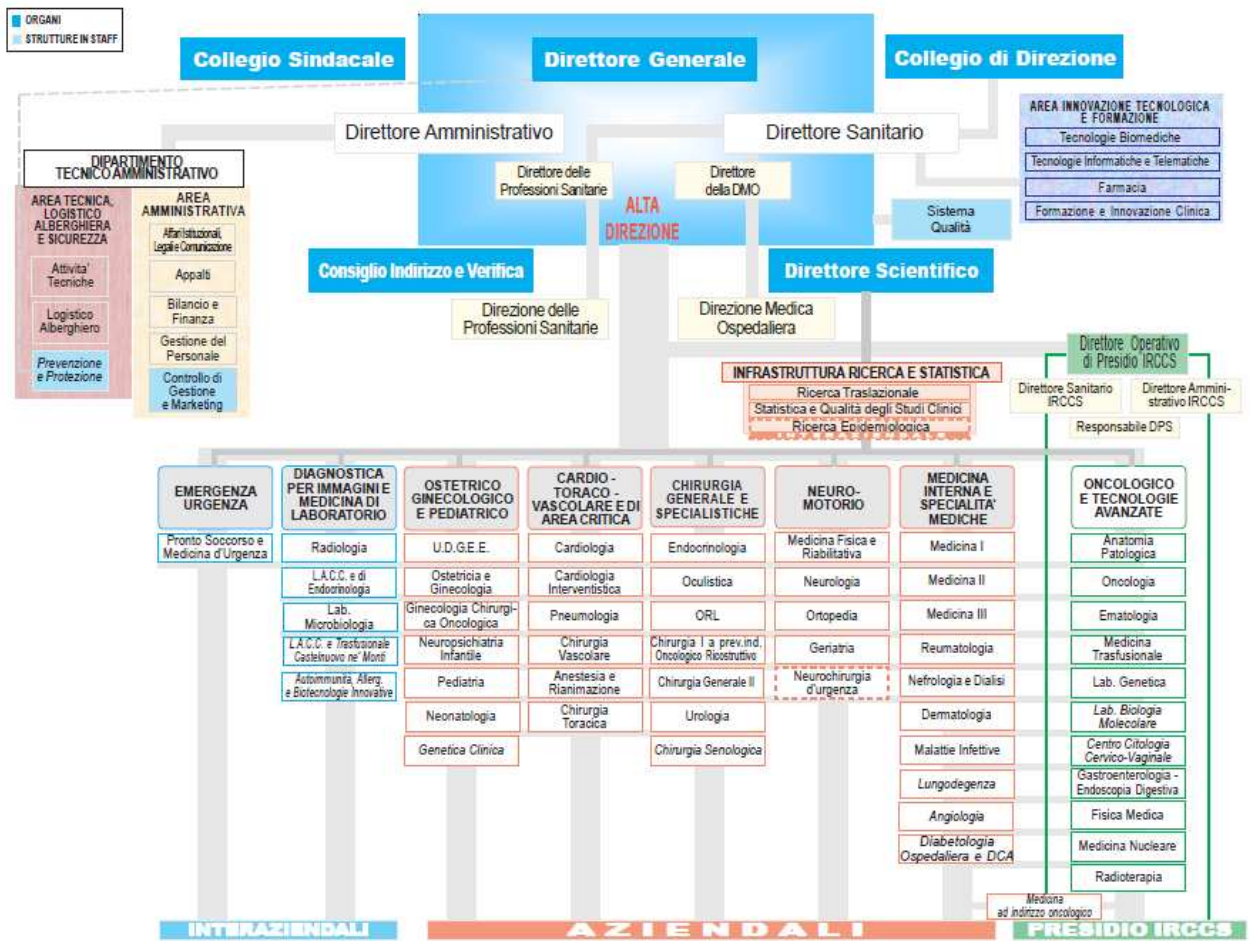 ORGANI
STRUTTURE IN STAFF
Collegio Sindacale
Direttore Generale
Collegio di Direzione
Direttore Amministrativo
Direttore Sanitario
AREA INNOVAZIONE TECNOLOGICA
E FORMAZIONE
Tecnologie Biomediche
Tecnologie Informatiche e Telematiche
Farmacia
Formazione e Innovazione Clinica
DIPARTIMENTO
TECNICO AMMINISTRATIVO
AREA TECNICA,
LOGISTICO
ALBERGHIERA
E SICUREZZA
Attivita'
Tecniche
Logistico
Alberghiero
Prevenzione
e Protezione
AREA
AMMINISTRATIVA
Affari Istituzionali,
Legali e Comunicazione
Appalti
Bilancio e
Finanza
Gestione del
Personale
Controllo di
Gestione
e Marketing
Direttore delle
Professioni Sanitarie
Direttore
della DMO
ALTA
DIREZIONE
Sistema
Qualità
Consiglio Indirizzo e Verifica
Direttore Scientifico
Direzione delle
Professioni Sanitarie
Direzione Medica
Ospedaliera
Direttore Operativo
di Presidio IRCCS
Direttore Sanitario
IRCCS
Direttore Ammini-
strativo IRCCS
Responsabile DPS
INFRASTRUTTURA RICERCA E STATISTICA
Ricerca Traslazionale
Statistica e Qualità degli Studi Clinici
Ricerca Epidemiologica
EMERGENZA
URGENZA
Pronto Soccorso e
Medicina d'Urgenza
DIAGNOSTICA
PER IMMAGINI E
MEDICINA DI
LABORATORIO
Radiologia
L.A.C.C. e di
Endocrinologia
Lab.
Microbiologia
L.A.C.C. e Trasfusionale
Castelnuovo ne' Monti
Autoimmunità, Allerg.
e Biotecnologie Innovative
OSTETRICO
GINECOLOGICO
E PEDIATRICO
U.D.G.E.E.
Ostetricia e
Ginecologia
Ginecologia Chirurgi-
ca Oncologica
Neuropsichiatria
Infantile
Pediatria
Neonatologia
Genetica Clinica
CARDIO -
TORACO -
VASCOLARE E DI
AREA CRITICA
Cardiologia
Cardiologia
Interventistica
Pneumologia
Chirurgia
Vascolare
Anestesia e
Rianimazione
Chirurgia
Toracica
CHIRURGIA
GENERALE E
SPECIALISTICHE
Endocrinologia
Oculistica
ORL
Chirurgia I a prev.ind.
Oncologico Ricostruttivo
Chirurgia Generale II
Urologia
Chirurgia Senologica
NEURO-
MOTORIO
Medicina Fisica e
Riabilitativa
Neurologia
Ortopedia
Geriatria
Neurochirurgia
d'urgenza
MEDICINA
INTERNA E
SPECIALITA'
MEDICHE
Medicina I
Medicina II
Medicina III
Reumatologia
Nefrologia e Dialisi
Dermatologia
Malattie Infettive
Lungodegenza
Angiologia
Diabetologia
Ospedaliera e DCA
ONCOLOGICO
E TECNOLOGIE
AVANZATE
Anatomia
Patologica
Oncologia
Ematologia
Medicina
Trasfusionale
Lab. Genetica
Lab. Biologia
Molecolare
Centro Citologia
Cervico-Vaginale
Gastroenterologia -
Endoscopia Digestiva
Fisica Medica
Medicina Nucleare
Radioterapia
Medicina
ad indirizzo oncologico
INTERAZIENDALI
AZIENDALI
PRESIDIO IRCCS